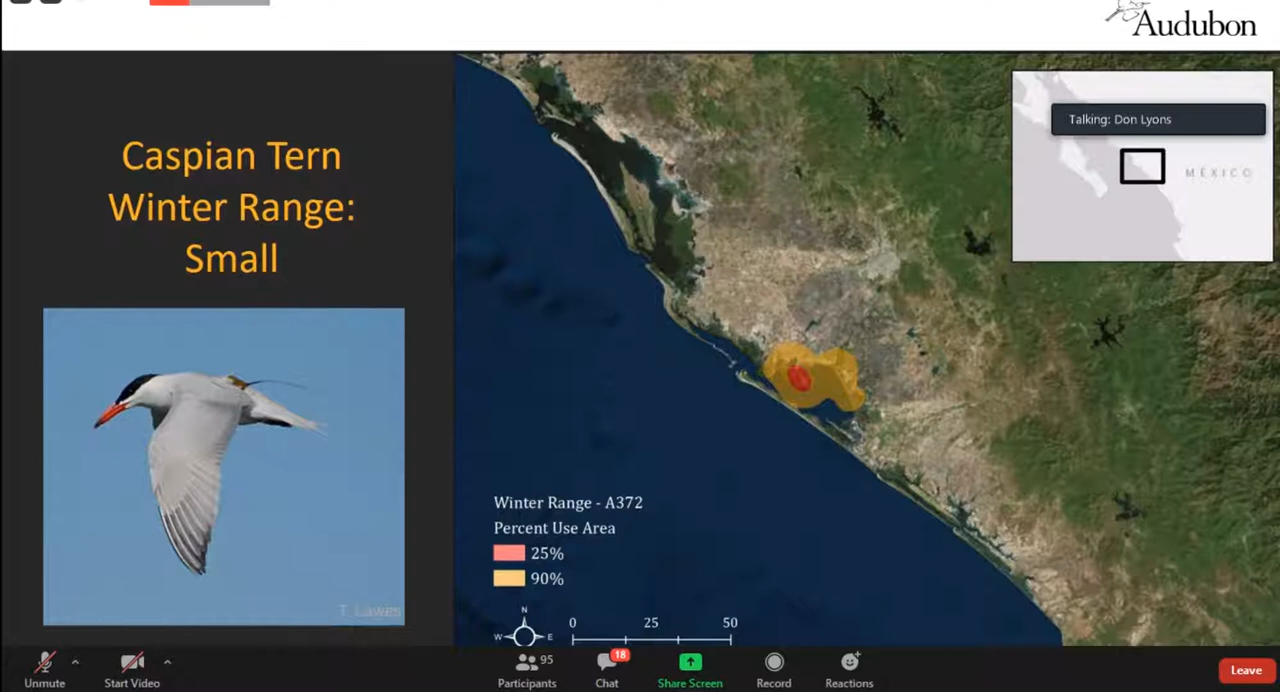 Audubon
Talking: Don Lyons
MÉXICO
Caspian Tern
Winter Range:
Small
T. Lawes
Winter Range - A372
Percent Use Area
25%
90%
N
W E
0 25 50
Unmute
Start Video
95
Participants
18
Chat
Share Screen
Record
Reactions
Leave